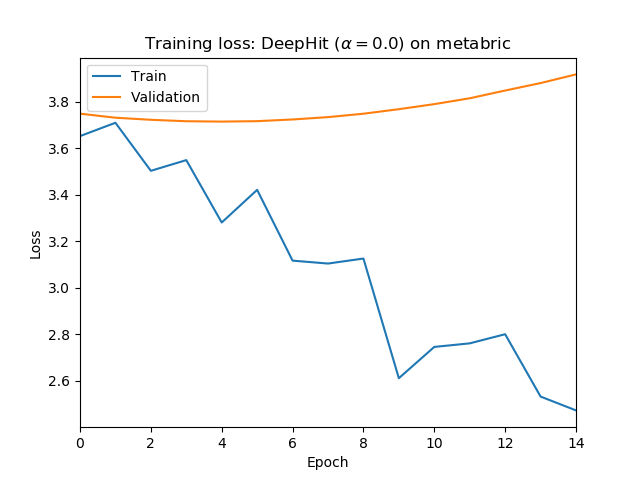 Training loss: DeepHit (α = 0.0) on metabric
Train
Validation
Loss
3.8
3.6
3.4
3.2
3.0
2.8
2.6
0 2 4 6 8 10 12 14
Epoch